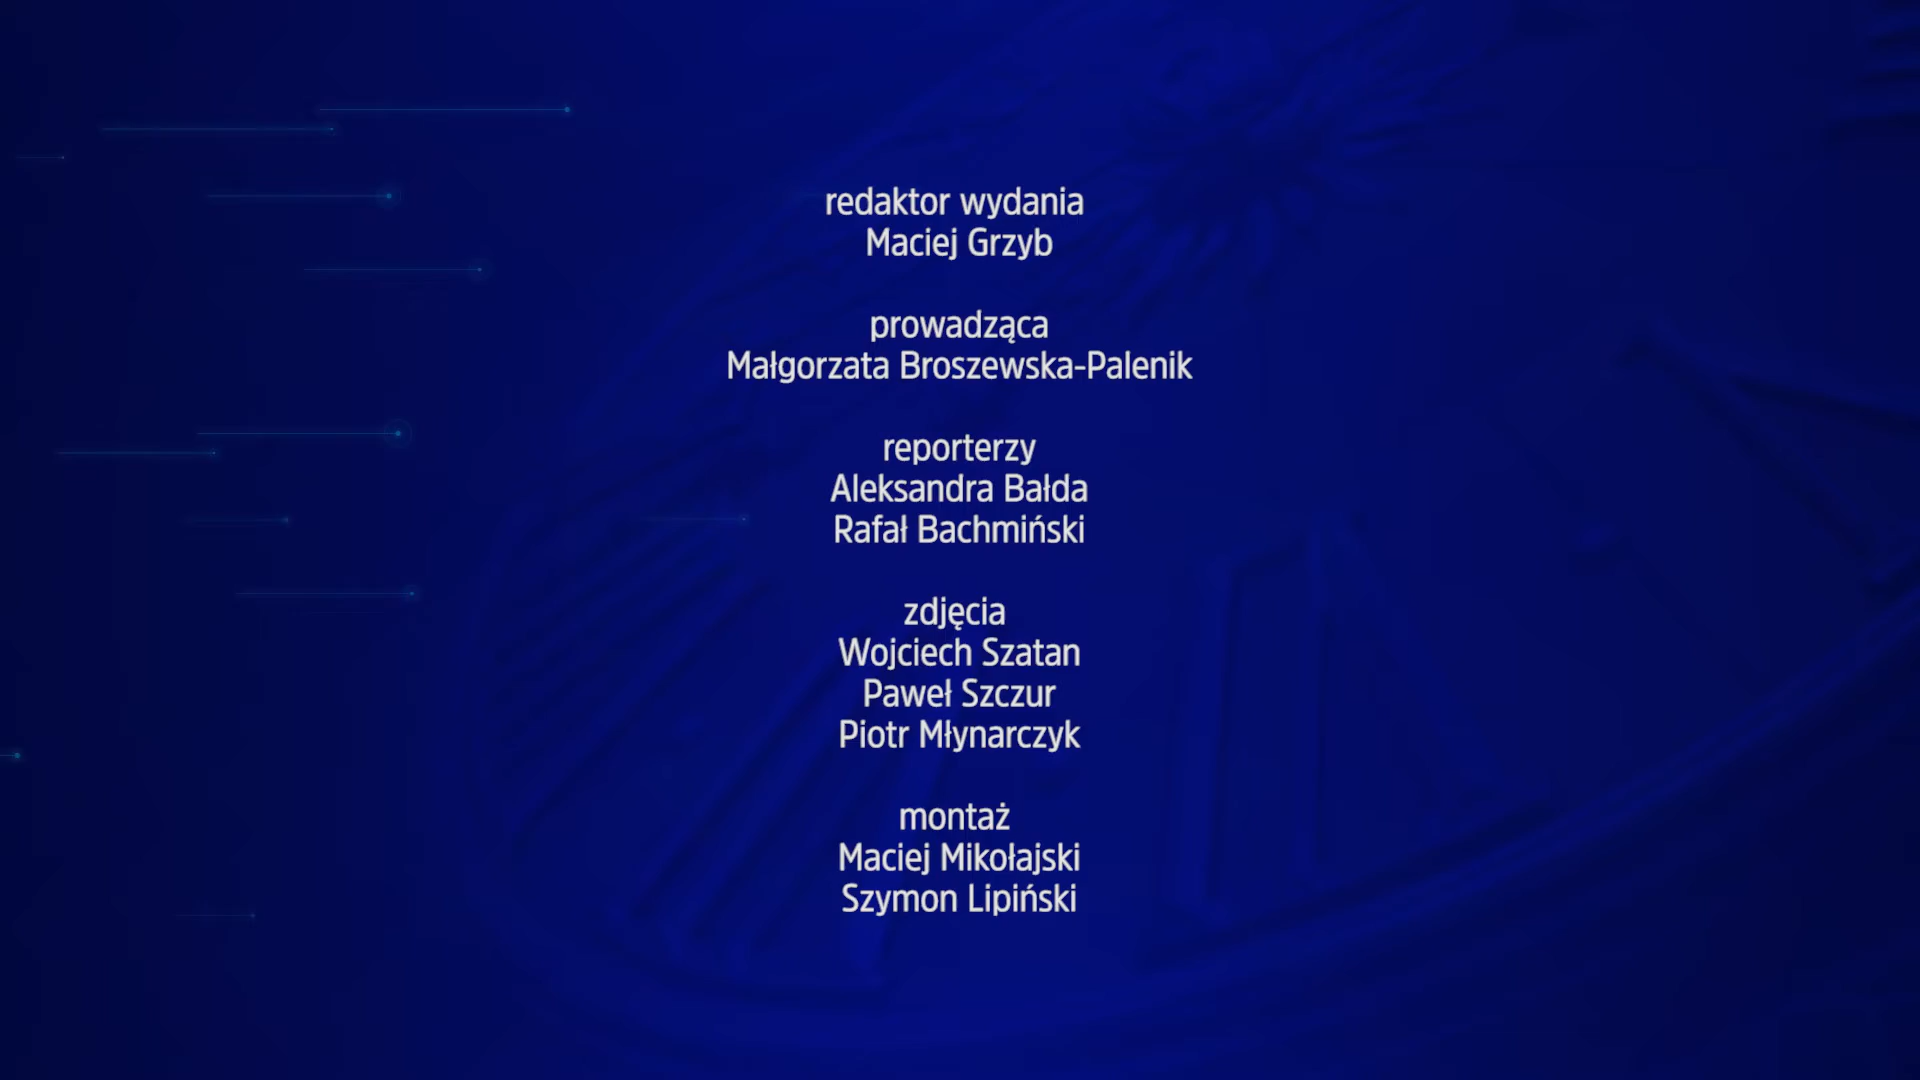 redaktor wydania
Maciej Grzyb
prowadząca
Małgorzata Broszewska-Palenik
reporterzy
Aleksandra Bałda
Rafał Bachmiński
zdjęcia
Wojciech Szatan
Paweł Szczur
Piotr Młynarczyk
montaż
Maciej Mikołajski
Szymon Lipiński